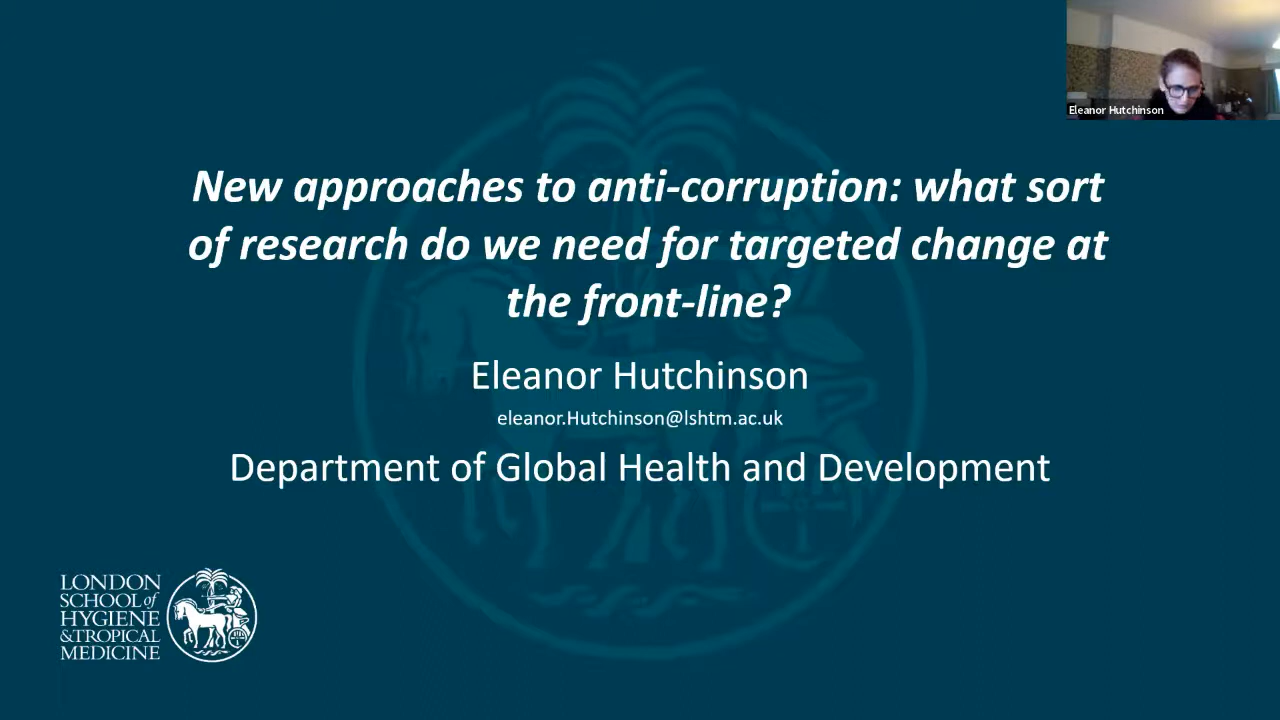 Eleanor Hutchinson
New approaches to anti-corruption: what sort
of research do we need for targeted change at
the front-line?
Eleanor Hutchinson
eleanor.Hutchinson@lshtm.ac.uk
Department of Global Health and Development
LONDON
SCHOOL of
HYGIENE
& TROPICAL
MEDICINE